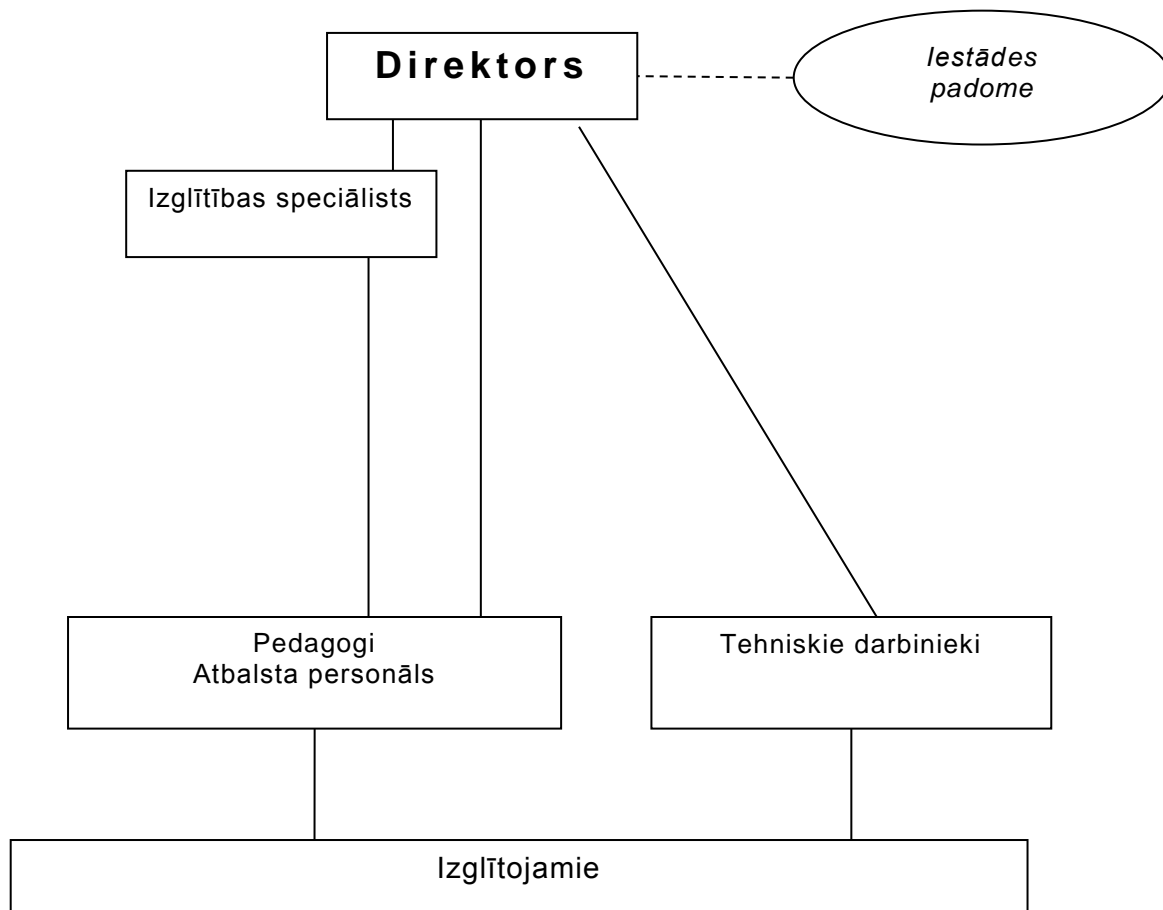 Direktors
Iestādes
padome
Izglītības speciālists
Pedagogi
Atbalsta personāls
Tehniskie darbinieki
Izglītojamie